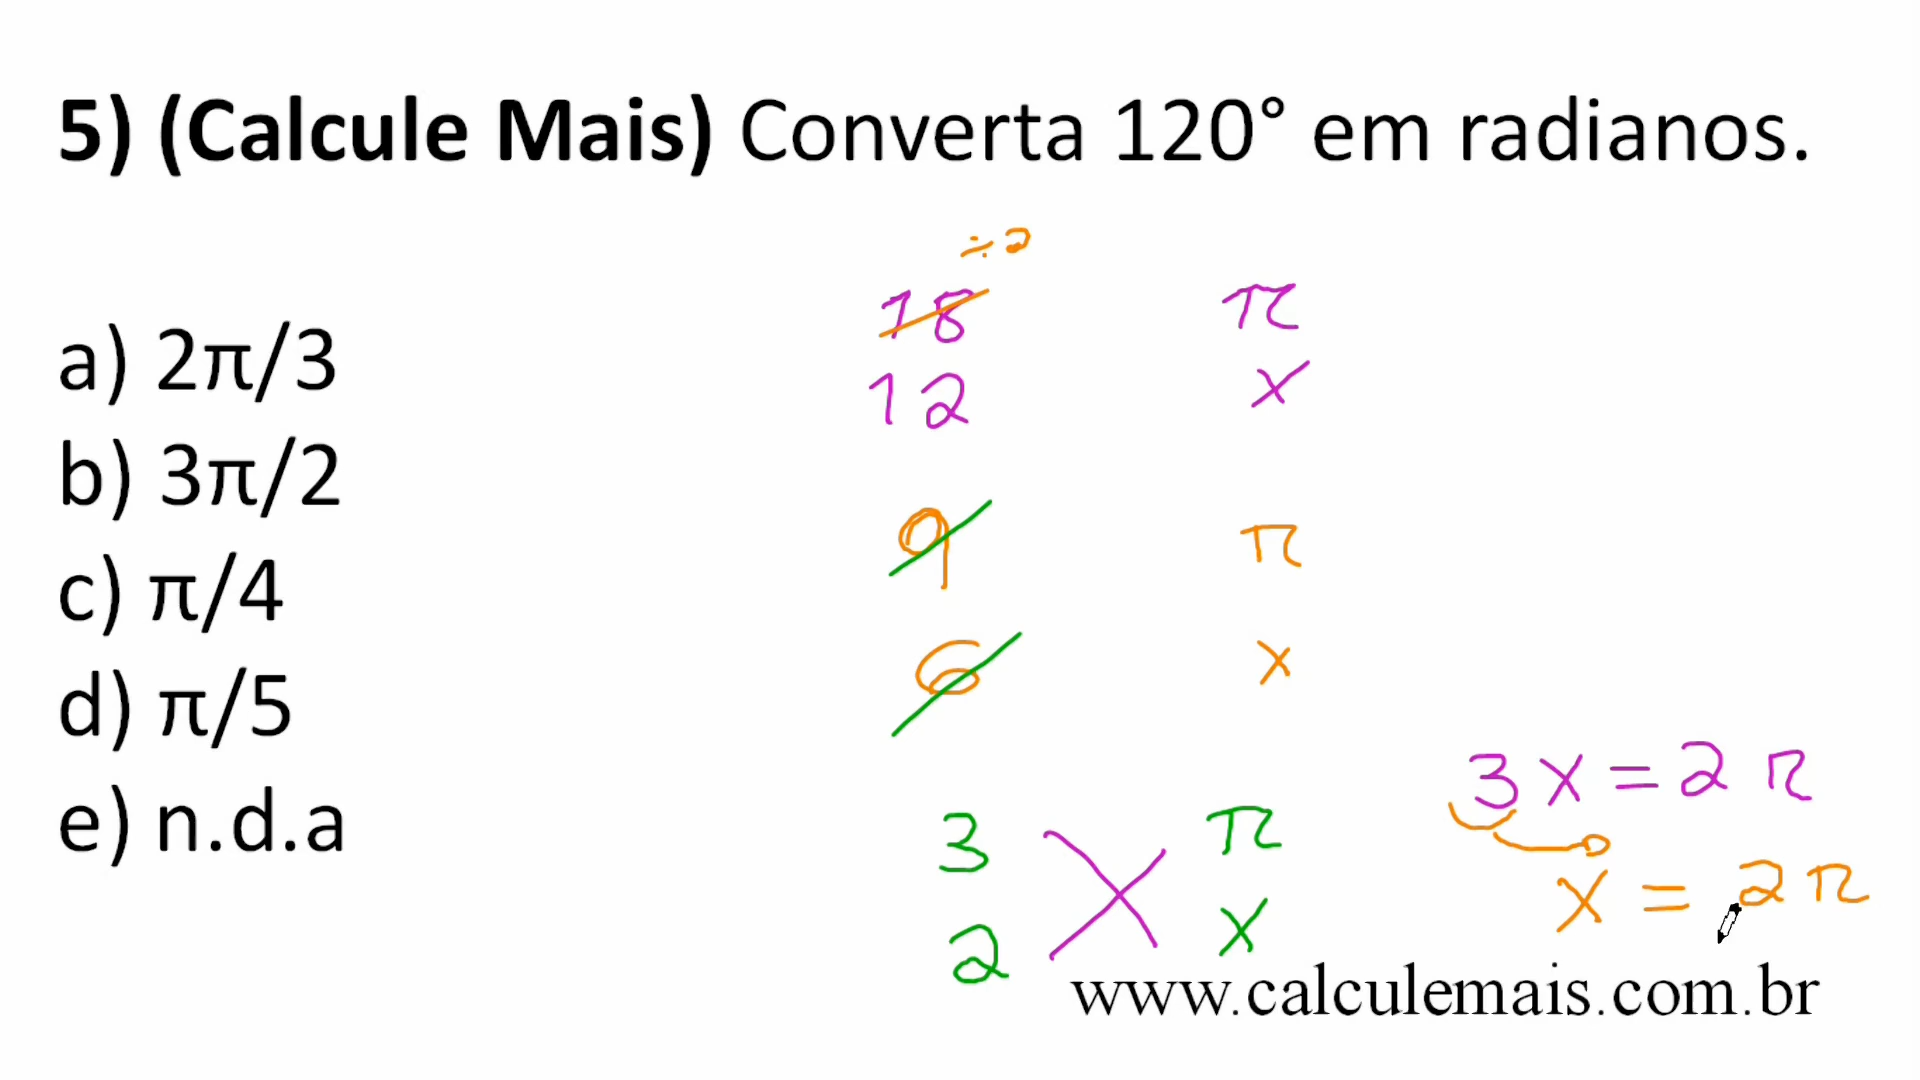 5) (Calcule Mais) Converta 120° em radianos.
÷2
18 π
12 x
a) 2π/3
b) 3π/2
9 π
c) π/4
6 x
d) π/5
3x = 2π
e) n.d.a
3 π
x = 2π
2 x
www.calculemais.com.br